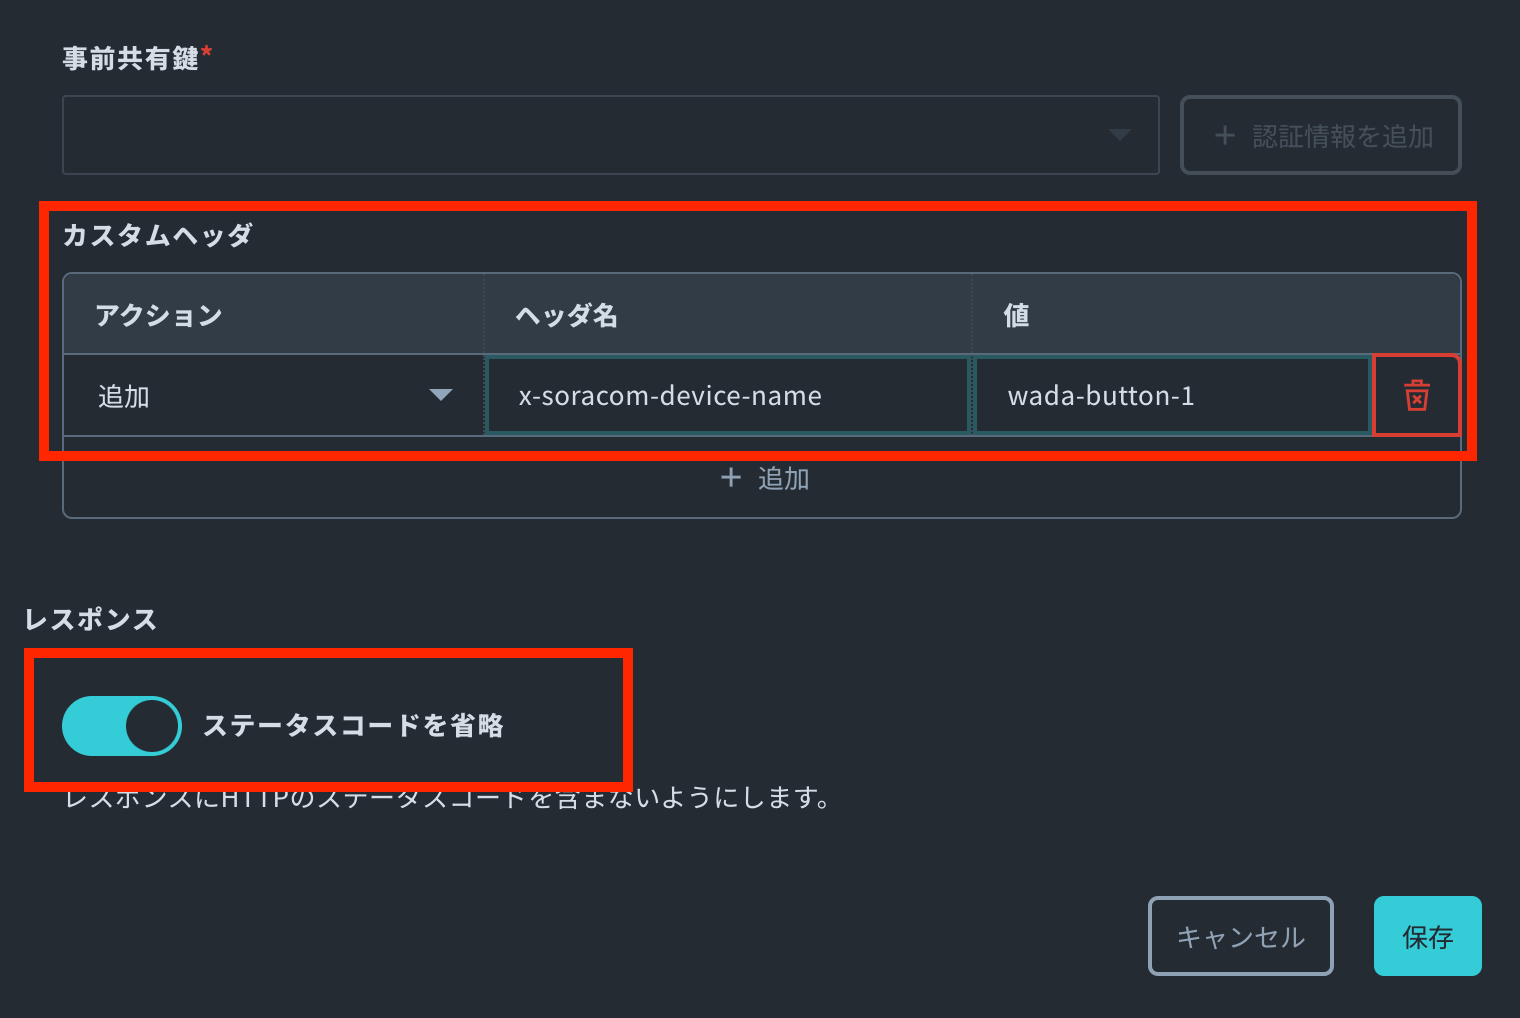 事前共有鍵*
+ 認証情報を追加
カスタムヘッダ
アクション ヘッダ名 値
追加 x-soracom-device-name wada-button-1
+ 追加
レスポンス
ステータスコードを省略
レスポンスにHTTPのステータスコードを含まないようにします。
キャンセル 保存